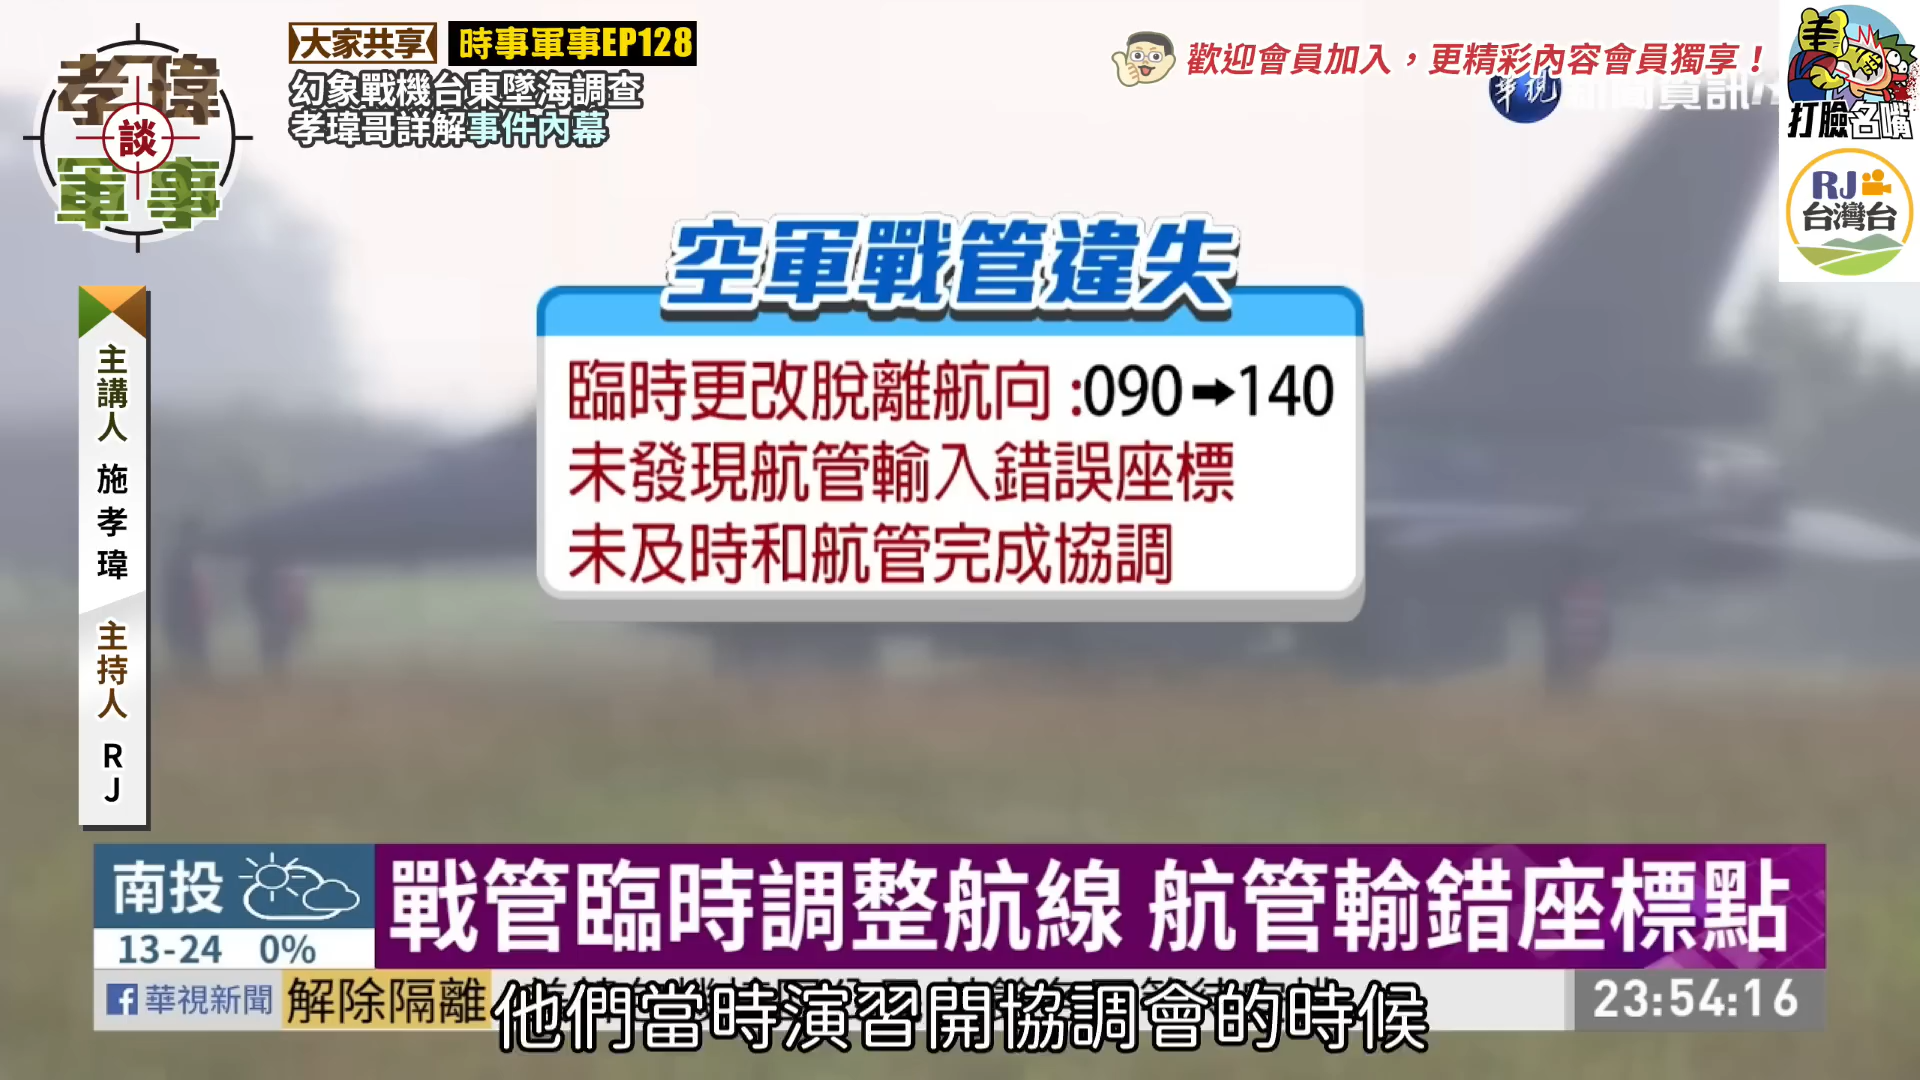 孝瑋
談
軍事
大家共享 時事軍事EP128
幻象戰機台東墜海調查
孝瑋哥詳解事件內幕
歡迎會員加入，更精彩內容會員獨享！
華視新聞資訊
打臉名嘴
RJ
台灣台
主講人 施孝瑋 主持人 RJ
空軍戰管違失
臨時更改脫離航向:090➡140
未發現航管輸入錯誤座標
未及時和航管完成協調
南投
13-24 0%
戰管臨時調整航線 航管輸錯座標點
華視新聞
解除隔離
23:54:16
他們當時演習開協調會的時候